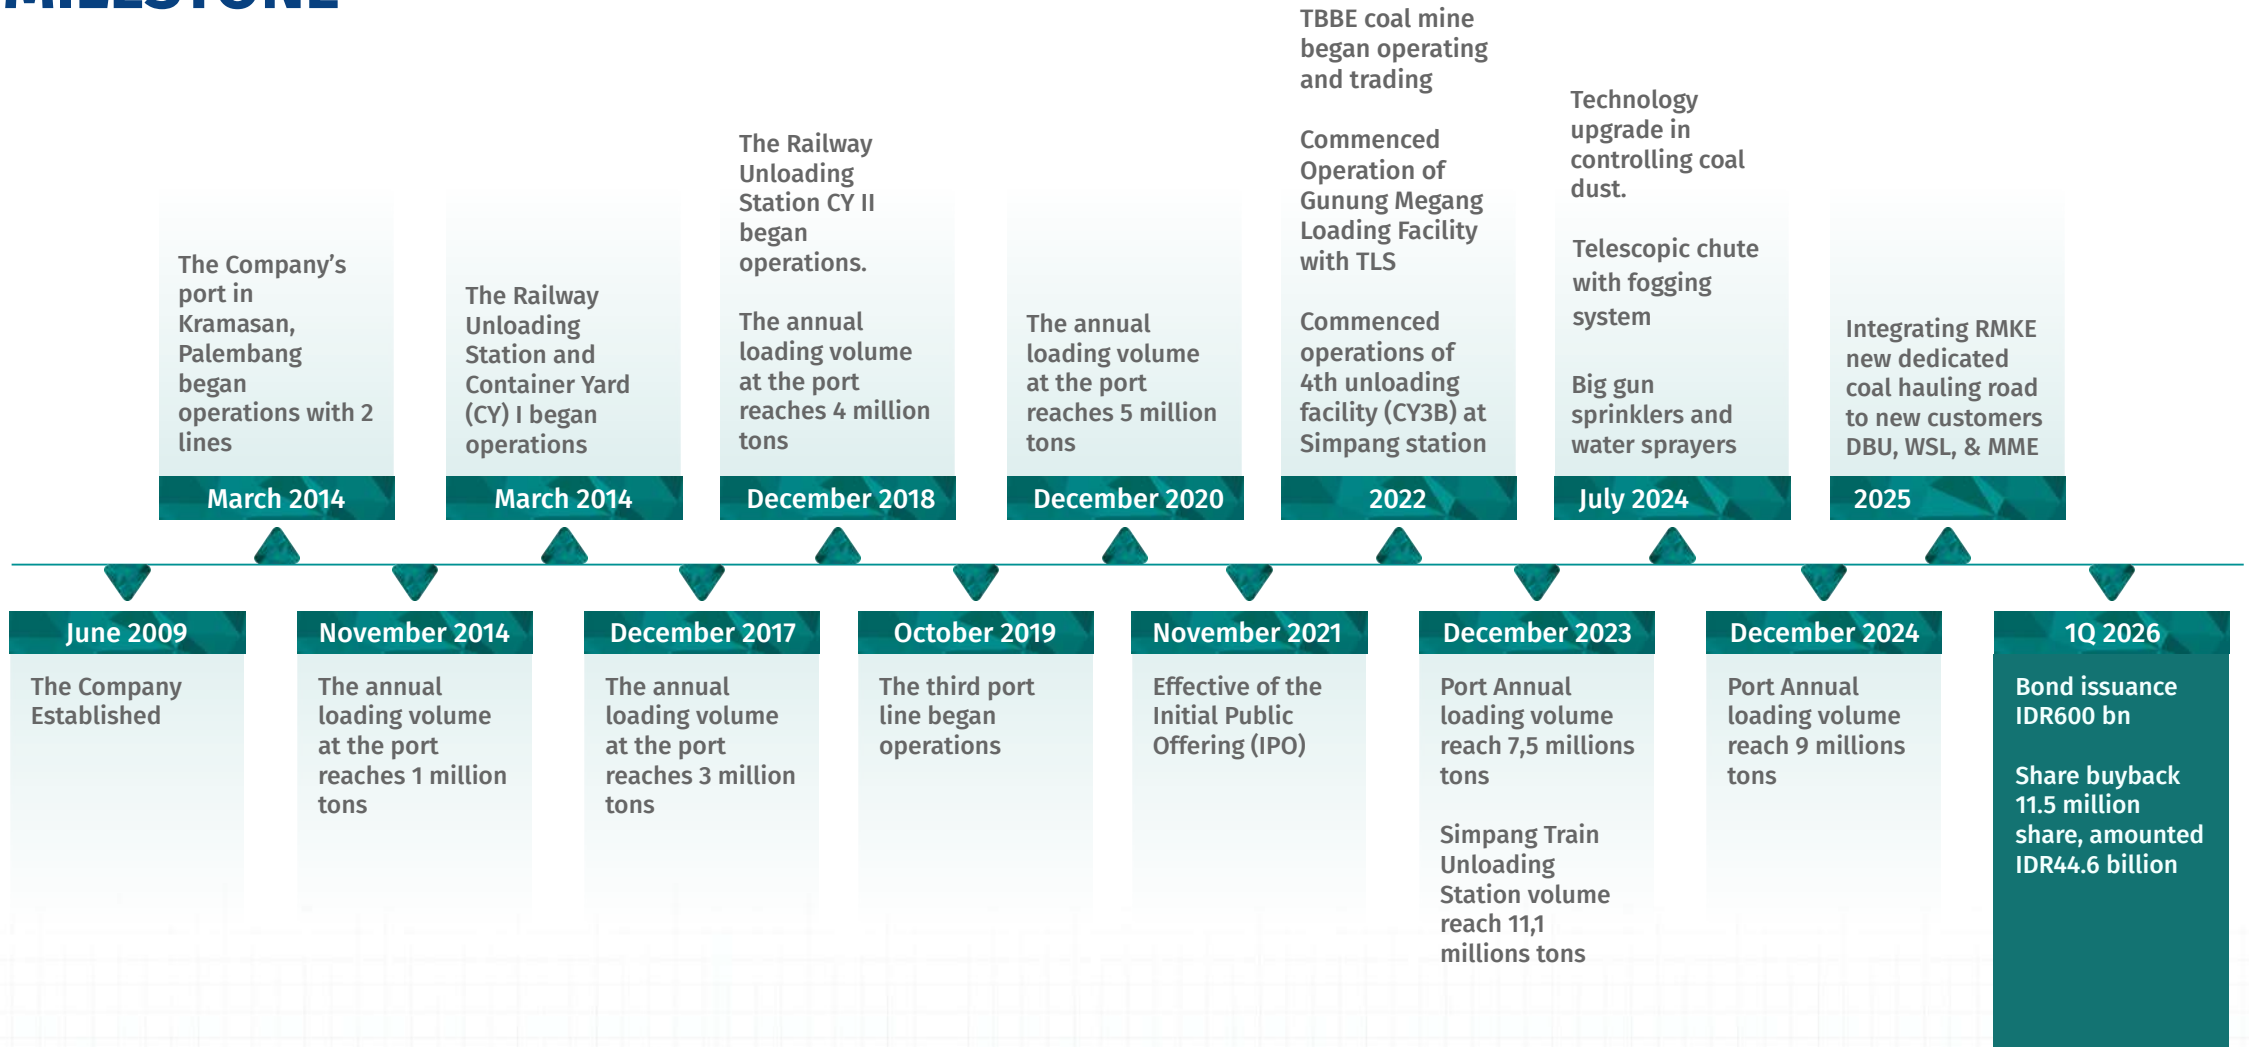 MILESTONE
The Company's
port in
Kramasan,
Palembang
began
operations with 2
lines
March 2014
The Railway
Unloading
Station and
Container Yard
(CY) I began
operations
March 2014
The Railway
Unloading
Station CY II
began
operations.
The annual
loading volume
at the port
reaches 4 million
tons
December 2018
The annual
loading volume
at the port
reaches 5 million
tons
December 2020
TBBE coal mine
began operating
and trading
Commenced
Operation of
Gunung Megang
Loading Facility
with TLS
Commenced
operations of
4th unloading
facility (CY3B) at
Simpang station
2022
Technology
upgrade in
controlling coal
dust.
Telescopic chute
with fogging
system
Big gun
sprinklers and
water sprayers
July 2024
Integrating RMKE
new dedicated
coal hauling road
to new customers
DBU, WSL, & MME
2025
June 2009
The Company
Established
November 2014
The annual
loading volume
at the port
reaches 1 million
tons
December 2017
The annual
loading volume
at the port
reaches 3 million
tons
October 2019
The third port
line began
operations
November 2021
Effective of the
Initial Public
Offering (IPO)
December 2023
Port Annual
loading volume
reach 7,5 millions
tons
Simpang Train
Unloading
Station volume
reach 11,1
millions tons
December 2024
Port Annual
loading volume
reach 9 millions
tons
1Q 2026
Bond issuance
IDR600 bn
Share buyback
11.5 million
share, amounted
IDR44.6 billion